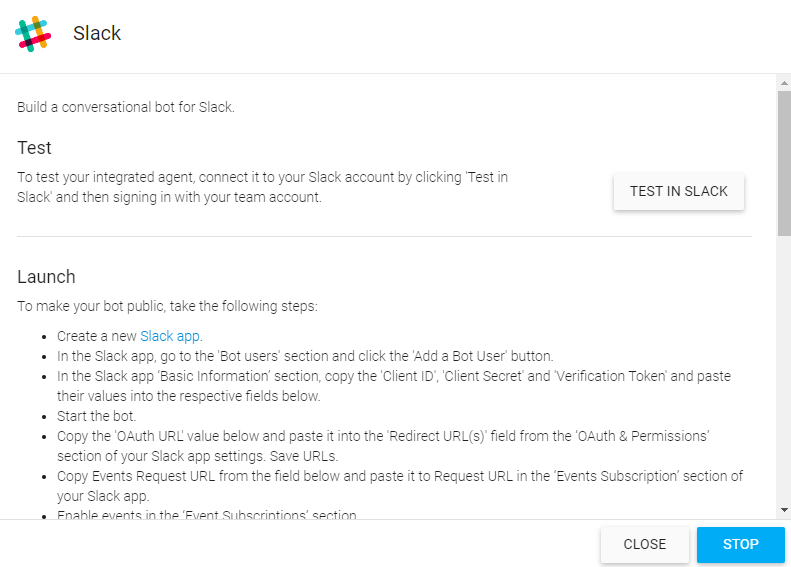 Slack
Build a conversational bot for Slack.
Test
To test your integrated agent, connect it to your Slack account by clicking 'Test in
Slack' and then signing in with your team account.
TEST IN SLACK
Launch
To make your bot public, take the following steps:
Create a new Slack app.
In the Slack app, go to the 'Bot users' section and click the 'Add a Bot User' button.
In the Slack app ‘Basic Information’ section, copy the 'Client ID', 'Client Secret' and 'Verification Token' and paste
their values into the respective fields below.
Start the bot.
Copy the 'OAuth URL' value below and paste it into the 'Redirect URL(s)' field from the ‘OAuth & Permissions’
section of your Slack app settings. Save URLs.
Copy Events Request URL from the field below and paste it to Request URL in the ‘Events Subscription’ section of
your Slack app.
Enable events in the ‘Event Subscriptions’ section.
CLOSE
STOP